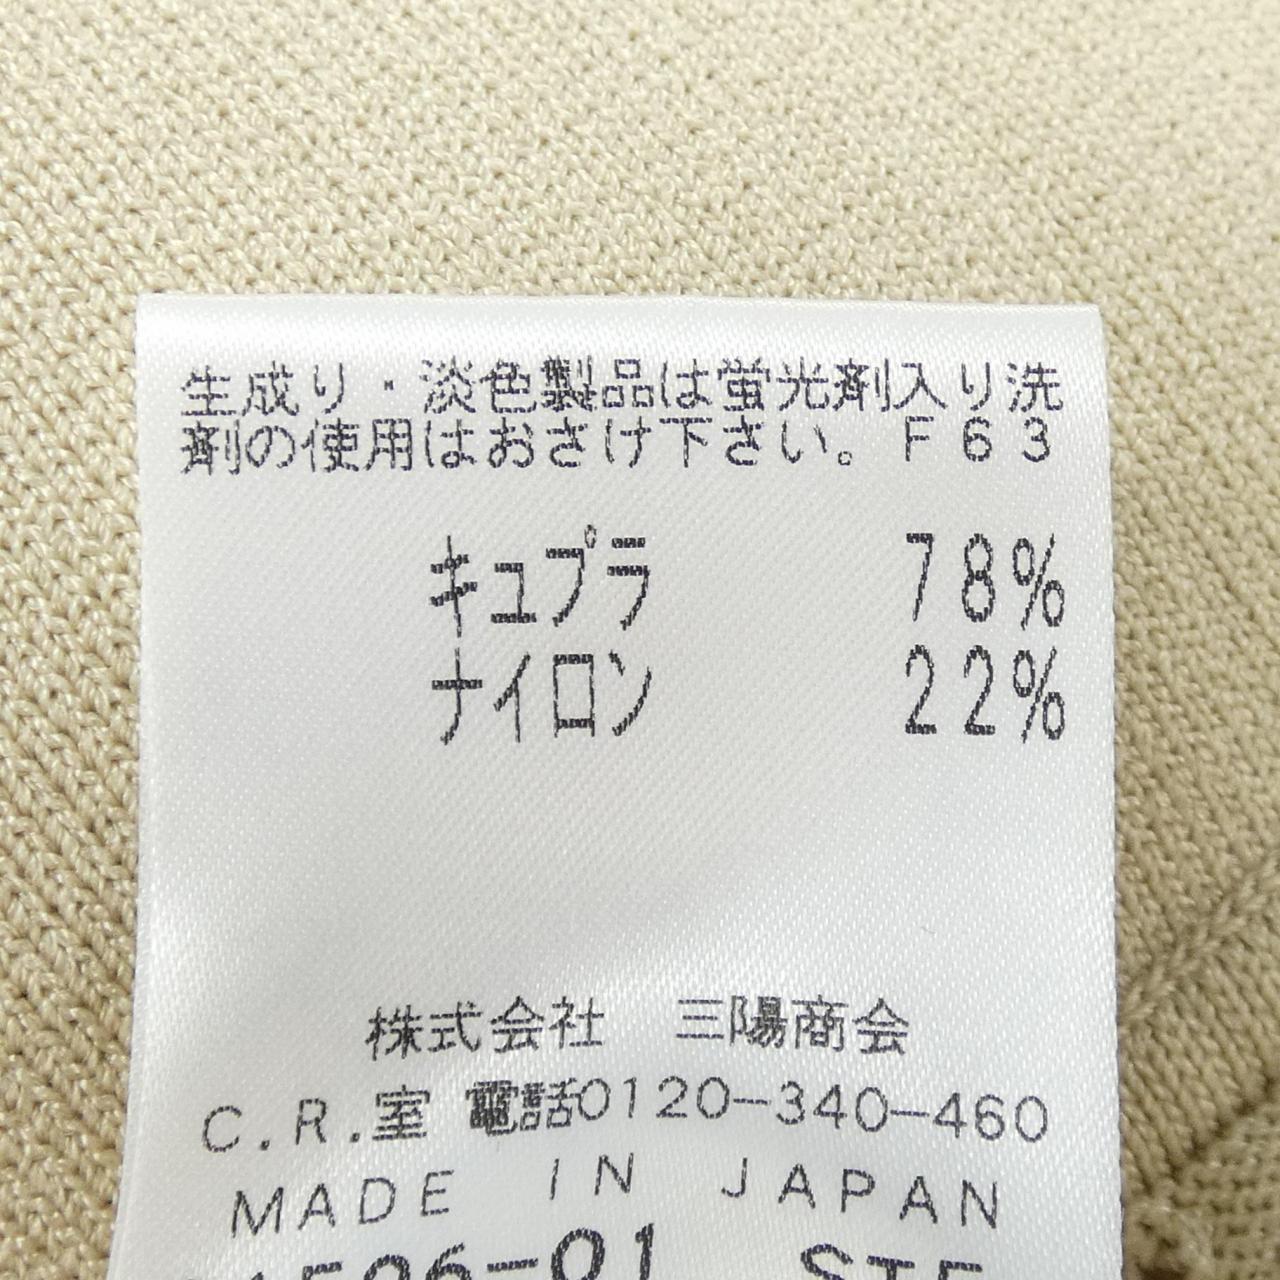 生成り・淡色製品は蛍光剤入り洗
剤の使用はおさけ下さい。F63
キュプラ 78%
ナイロン 22%
株式会社 三陽商会
C.R.室 電話0120-340-460
MADE IN JAPAN